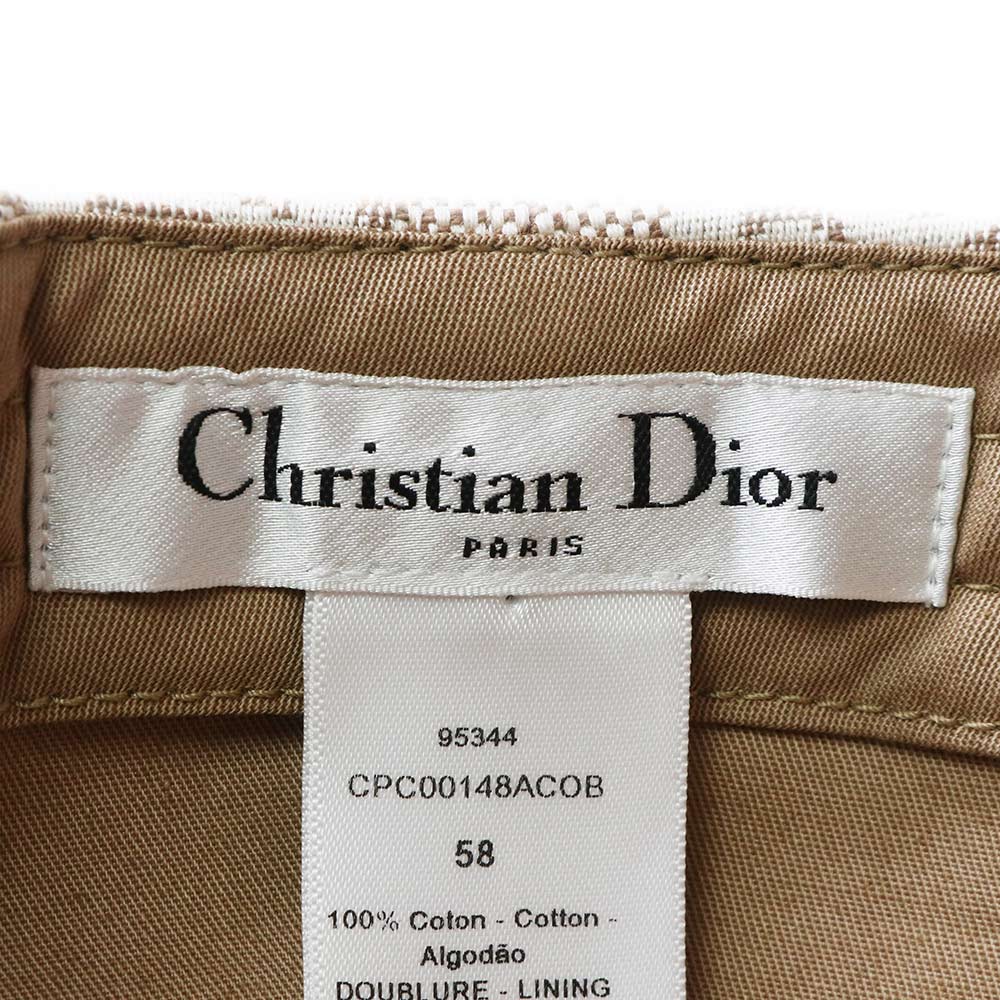 Christian Dior
PARIS
95344
CPC00148ACOB
58
100% Coton - Cotton -
Algodão
DOUBLURE - LINING